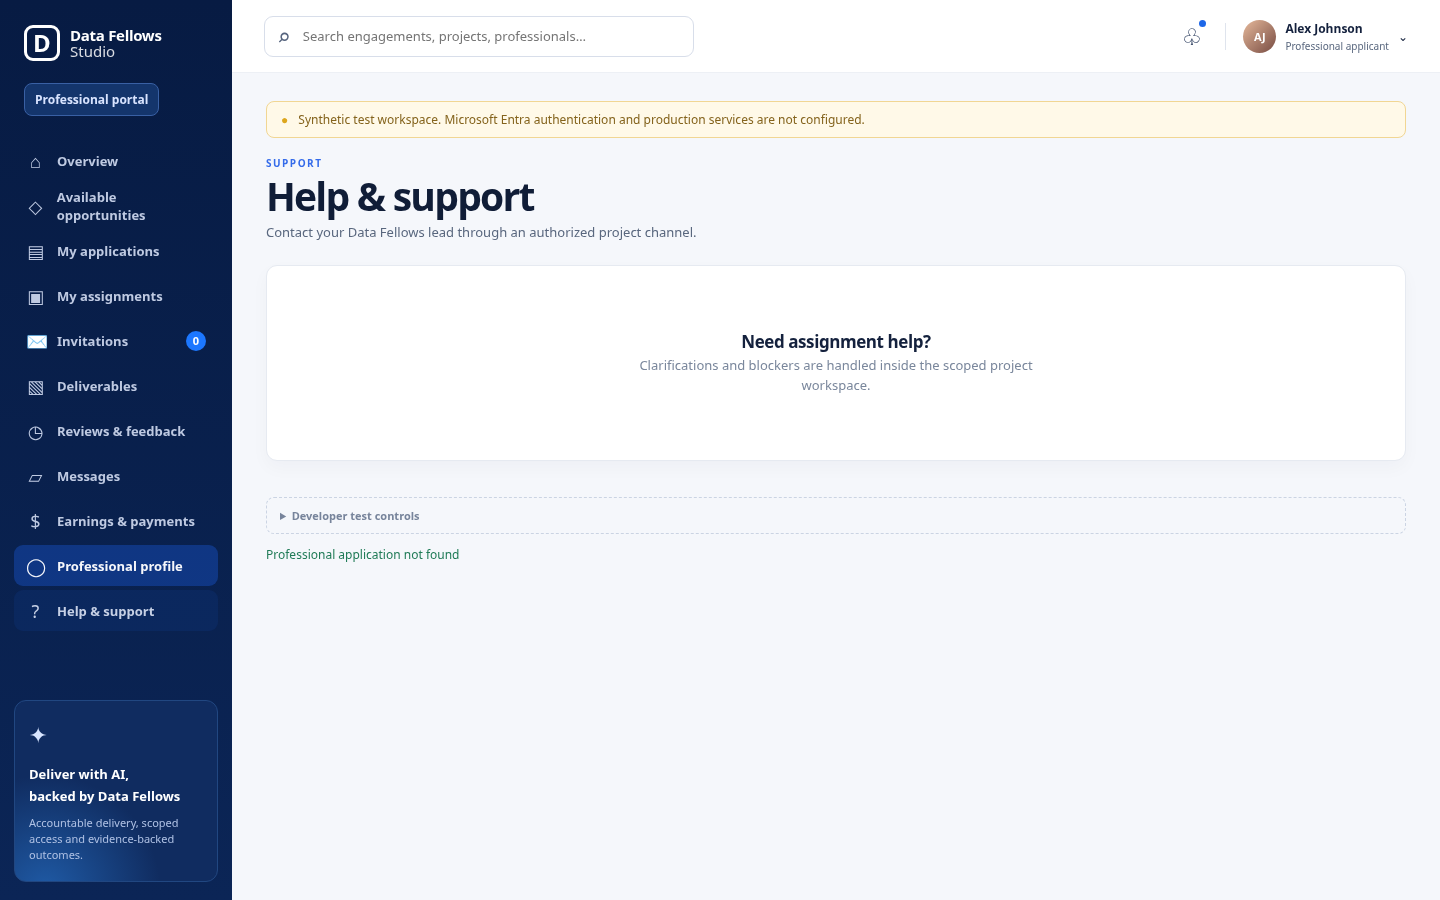 D
Data Fellows
Studio
Professional portal
Overview
Available
opportunities
My applications
My assignments
Invitations 0
Deliverables
Reviews & feedback
Messages
$ Earnings & payments
Professional profile
? Help & support
Deliver with AI,
backed by Data Fellows
Accountable delivery, scoped
access and evidence-backed
outcomes.
Search engagements, projects, professionals...
AJ
Alex Johnson
Professional applicant
Synthetic test workspace. Microsoft Entra authentication and production services are not configured.
SUPPORT
Help & support
Contact your Data Fellows lead through an authorized project channel.
Need assignment help?
Clarifications and blockers are handled inside the scoped project
workspace.
Developer test controls
Professional application not found